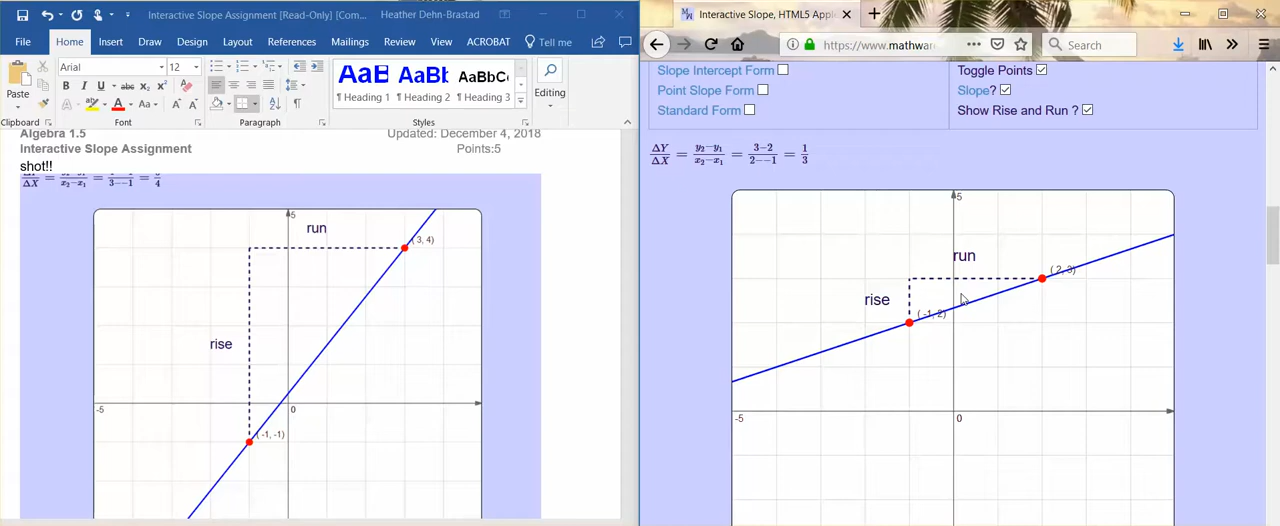 Interactive Slope Assignment [Read-Only] [Com... Heather Dehn-Brastad
File Home Insert Draw Design Layout References Mailings Review View ACROBAT Tell me
Paste
Clipboard
Arial 12
B I U abc x₂ x²
A Aa A
Font
Paragraph
AaB AaBb AaBbC
¶ Heading 1 ¶ Heading 2 ¶ Heading 3
Styles
Editing
Algebra 1.5 Updated: December 4, 2018
Interactive Slope Assignment Points:5
shot!!
5
run
(3, 4)
rise
-5
0
(-1, -1)
Interactive Slope, HTML5 Apple
https://www.mathwar
Search
Slope Intercept Form
Point Slope Form
Standard Form
Toggle Points
Slope?
Show Rise and Run ?
ΔY/ΔX = y₂−y₁/x₂−x₁ = 3−2/2−−1 = 1/3
5
run
(2, 3)
rise
(-1, 2)
-5
0